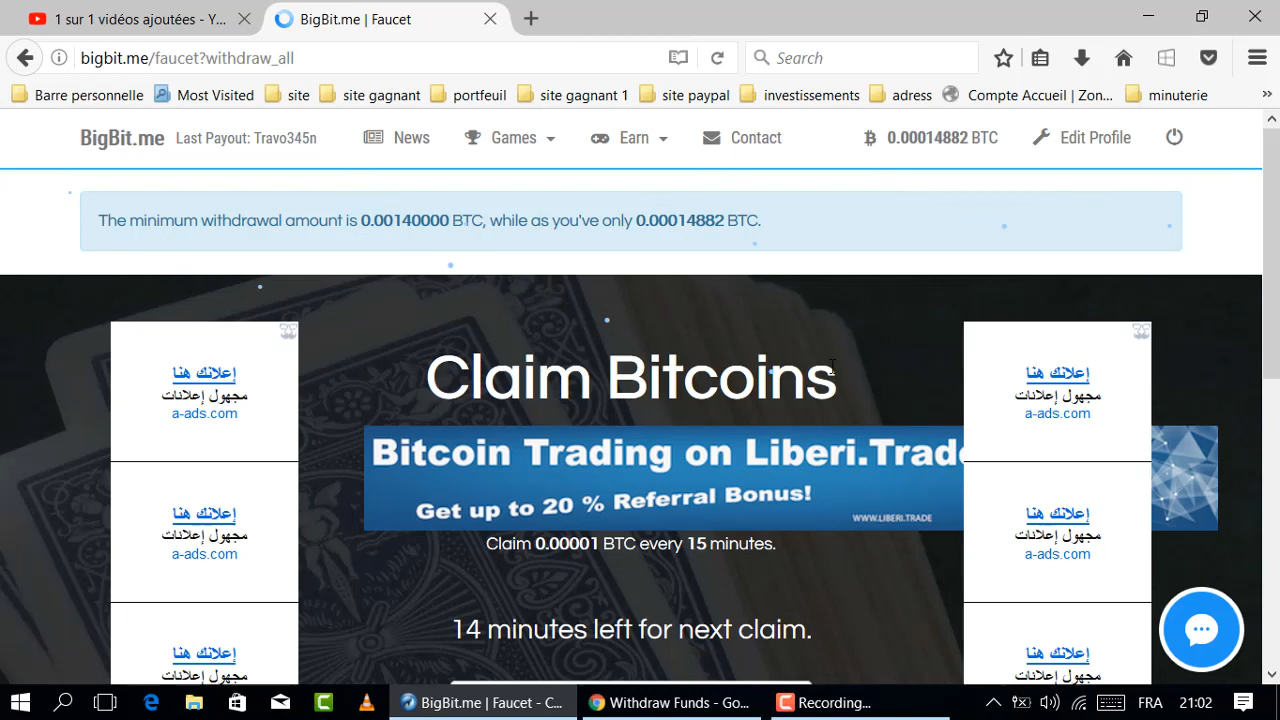 1 sur 1 vidéos ajoutées - Y...
BigBit.me | Faucet
bigbit.me/faucet?withdraw_all
Search
Barre personnelle
Most Visited
site
site gagnant
portfeuil
site gagnant 1
site paypal
investissements
adress
Compte Accueil | Zon...
minuterie
BigBit.me
Last Payout: Travo345n
News
Games
Earn
Contact
0.00014882 BTC
Edit Profile
The minimum withdrawal amount is 0.00140000 BTC, while as you've only 0.00014882 BTC.
Claim Bitcoins
Bitcoin Trading on Liberi.Trade
Get up to 20 % Referral Bonus!
WWW.LIBERI.TRADE
Claim 0.00001 BTC every 15 minutes.
14 minutes left for next claim.
إعلانك هنا
مجهول إعلانات
a-ads.com
إعلانك هنا
مجهول إعلانات
a-ads.com
إعلانك هنا
مجهول إعلانات
إعلانك هنا
مجهول إعلانات
a-ads.com
إعلانك هنا
مجهول إعلانات
a-ads.com
إعلانك هنا
مجهول إعلانات
BigBit.me | Faucet - C...
Withdraw Funds - Go...
Recording...
FRA
21:02